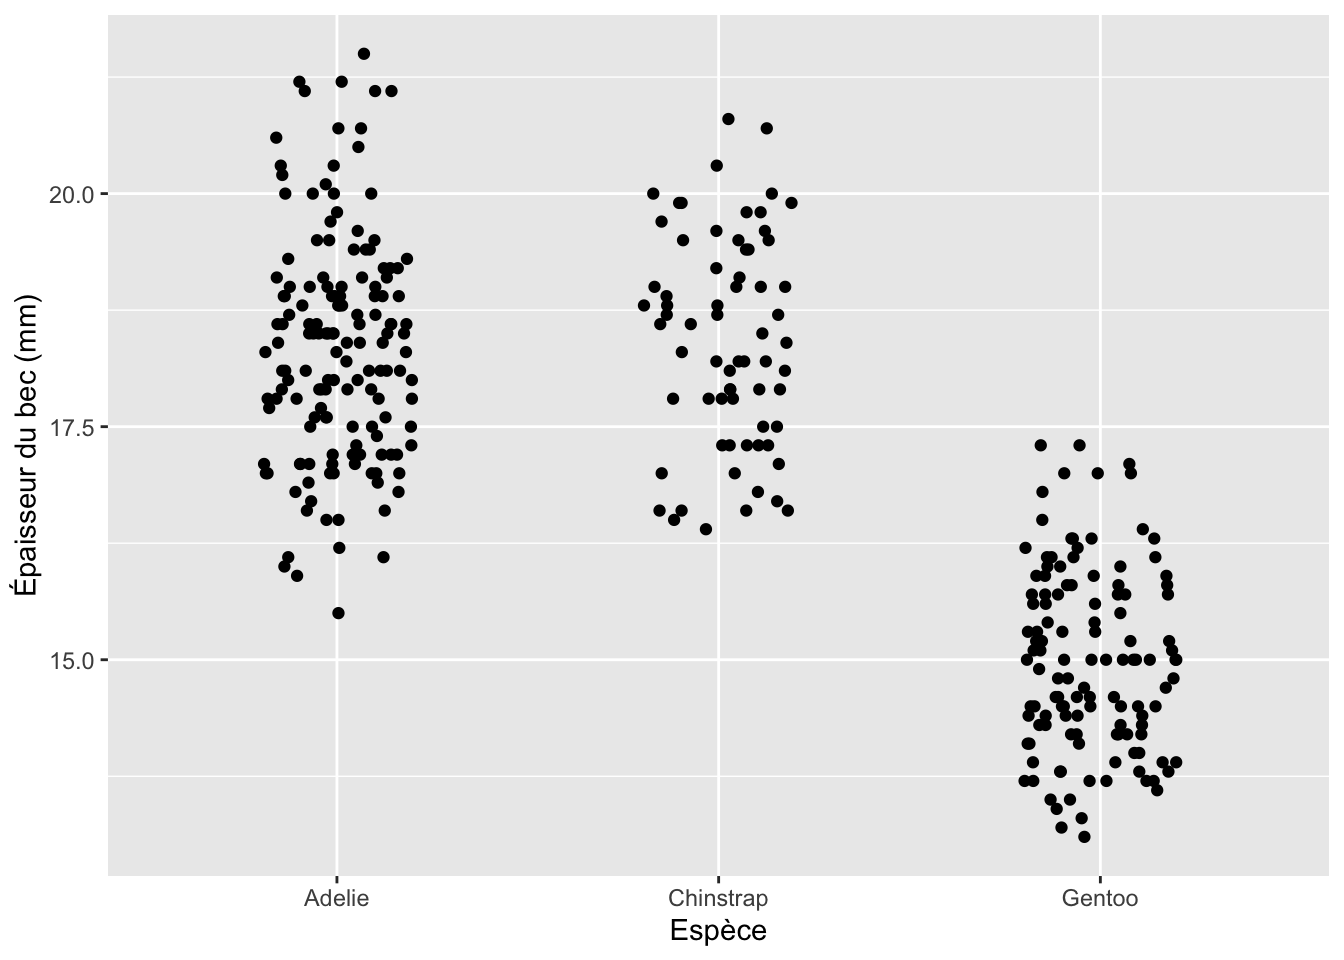 Épaisseur du bec (mm)
20.0
17.5
15.0
Adelie
Chinstrap
Gentoo
Espèce